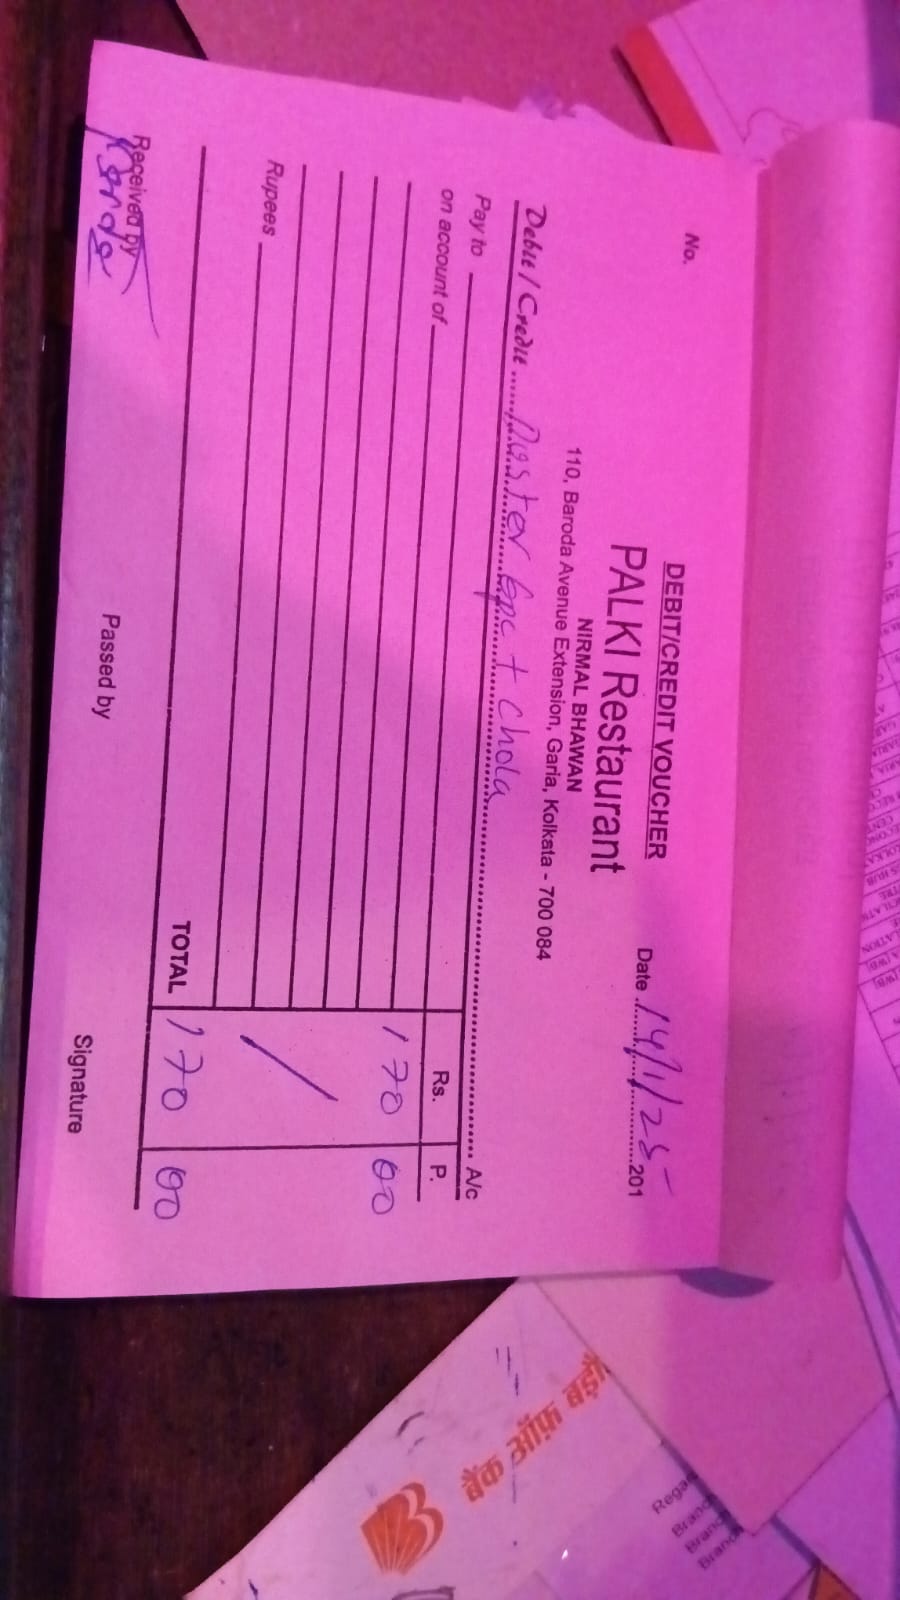 No.
DEBIT/CREDIT VOUCHER
PALKI Restaurant
NIRMAL BHAWAN
110, Baroda Avenue Extension, Garia, Kolkata - 700 084
Date 14/1/25 201
Debit / Credit Duster 6pc + chola A/c
Pay to
on account of
Rs. P.
170 00
Rupees
TOTAL 170 00
Received by
Passed by
Signature
बैंक ऑफ़ बड़ौ